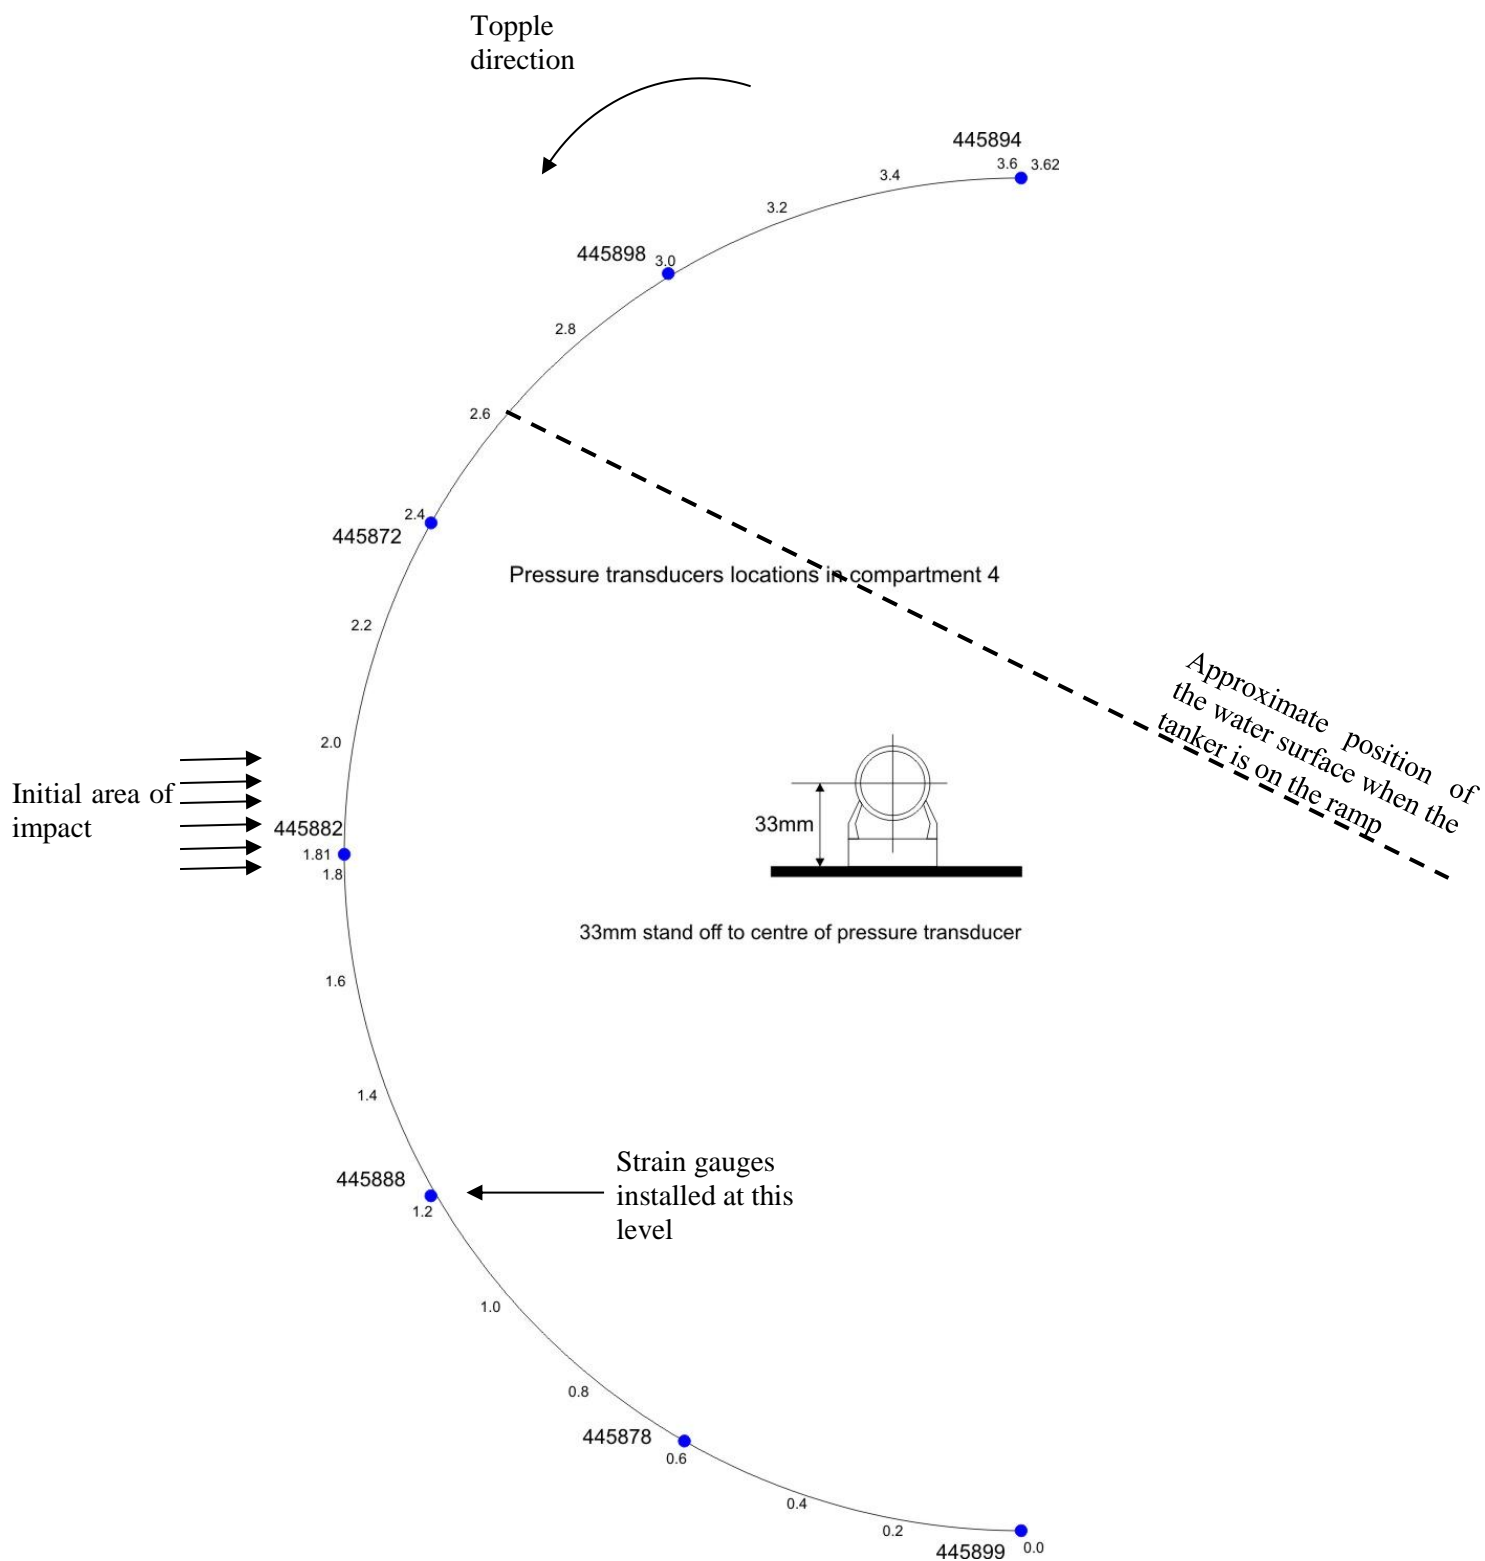 Topple
direction
445894
3.6 3.62
3.4
3.2
445898 3.0
2.8
2.6
2.4
445872
Pressure transducers locations in compartment 4
2.2
Approximate position of
the water surface when the
tanker is on the ramp
2.0
Initial area of
impact
445882
1.81
1.8
33mm
33mm stand off to centre of pressure transducer
1.6
1.4
445888
1.2
Strain gauges
installed at this
level
1.0
0.8
445878
0.6
0.4
0.2
445899 0.0